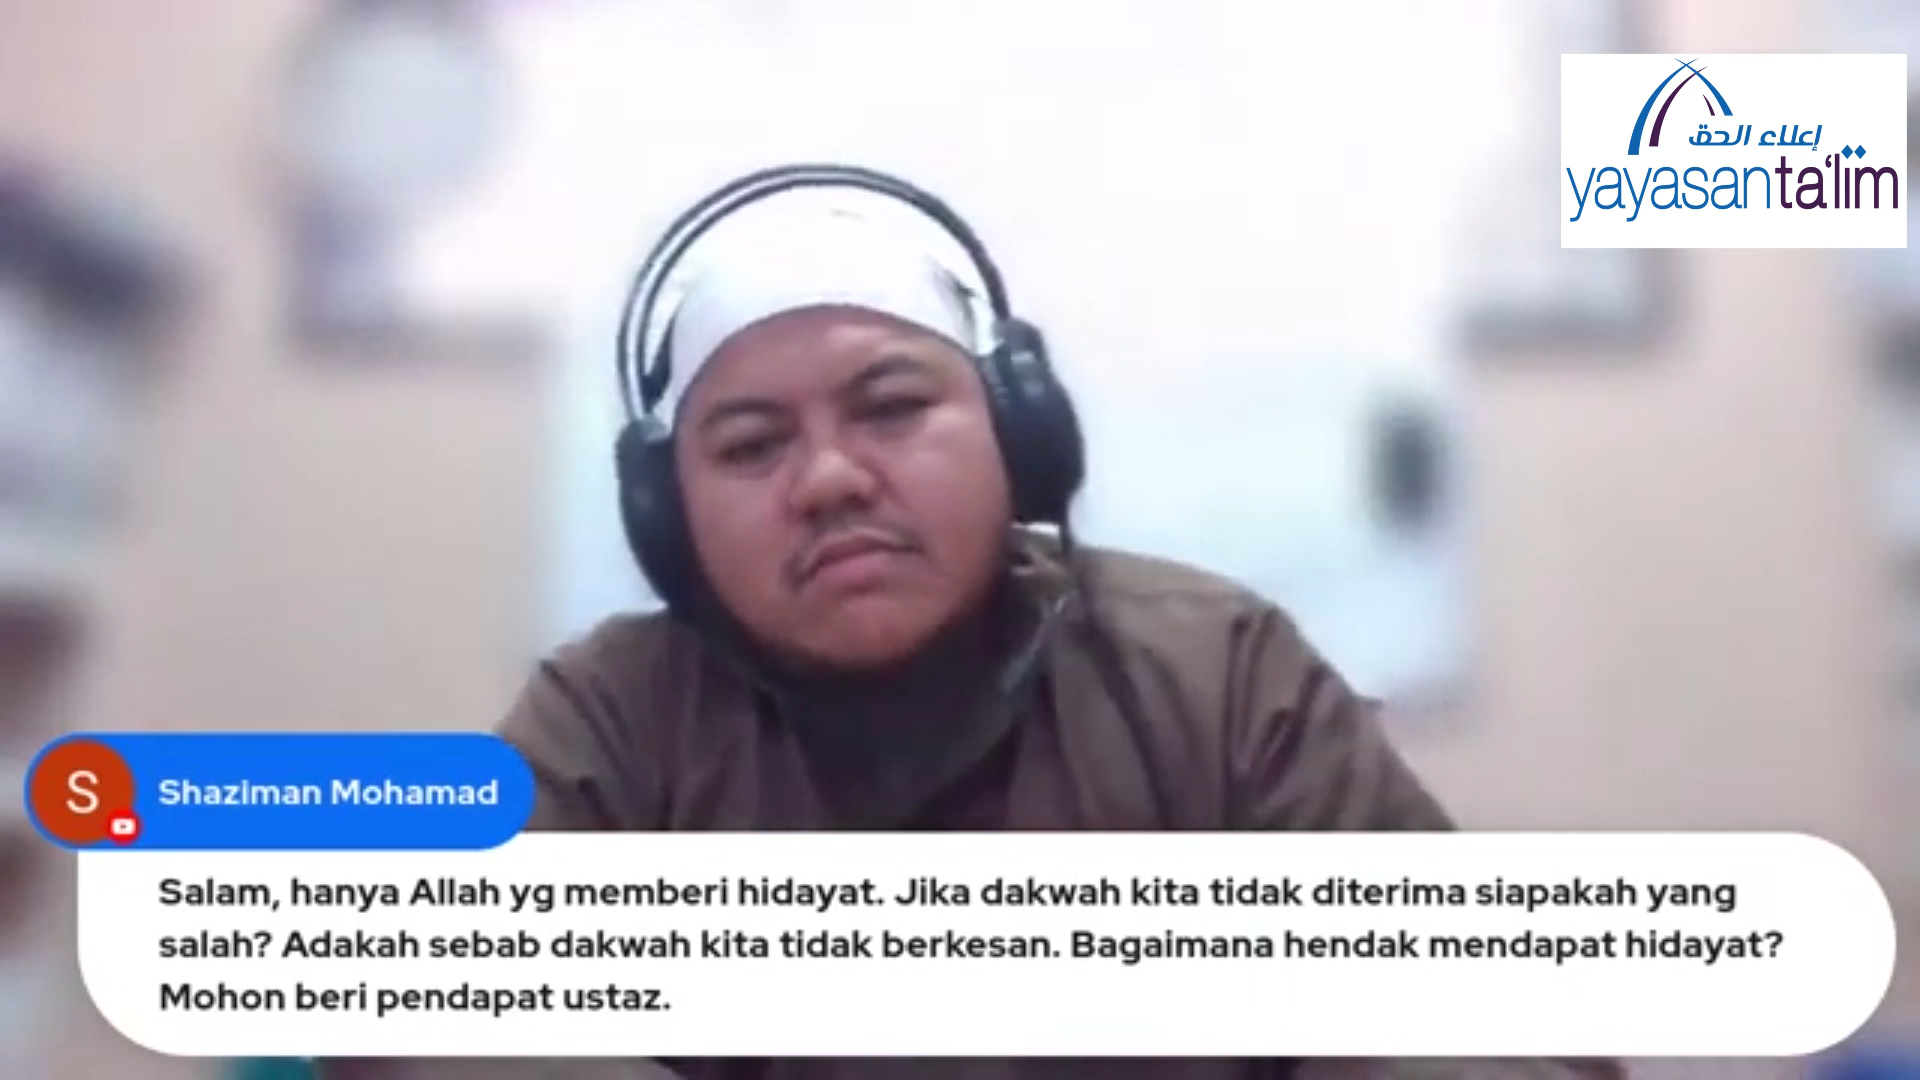 إعلاء الحق
yayasanta'lim
S
Shaziman Mohamad
Salam, hanya Allah yg memberi hidayat. Jika dakwah kita tidak diterima siapakah yang
salah? Adakah sebab dakwah kita tidak berkesan. Bagaimana hendak mendapat hidayat?
Mohon beri pendapat ustaz.